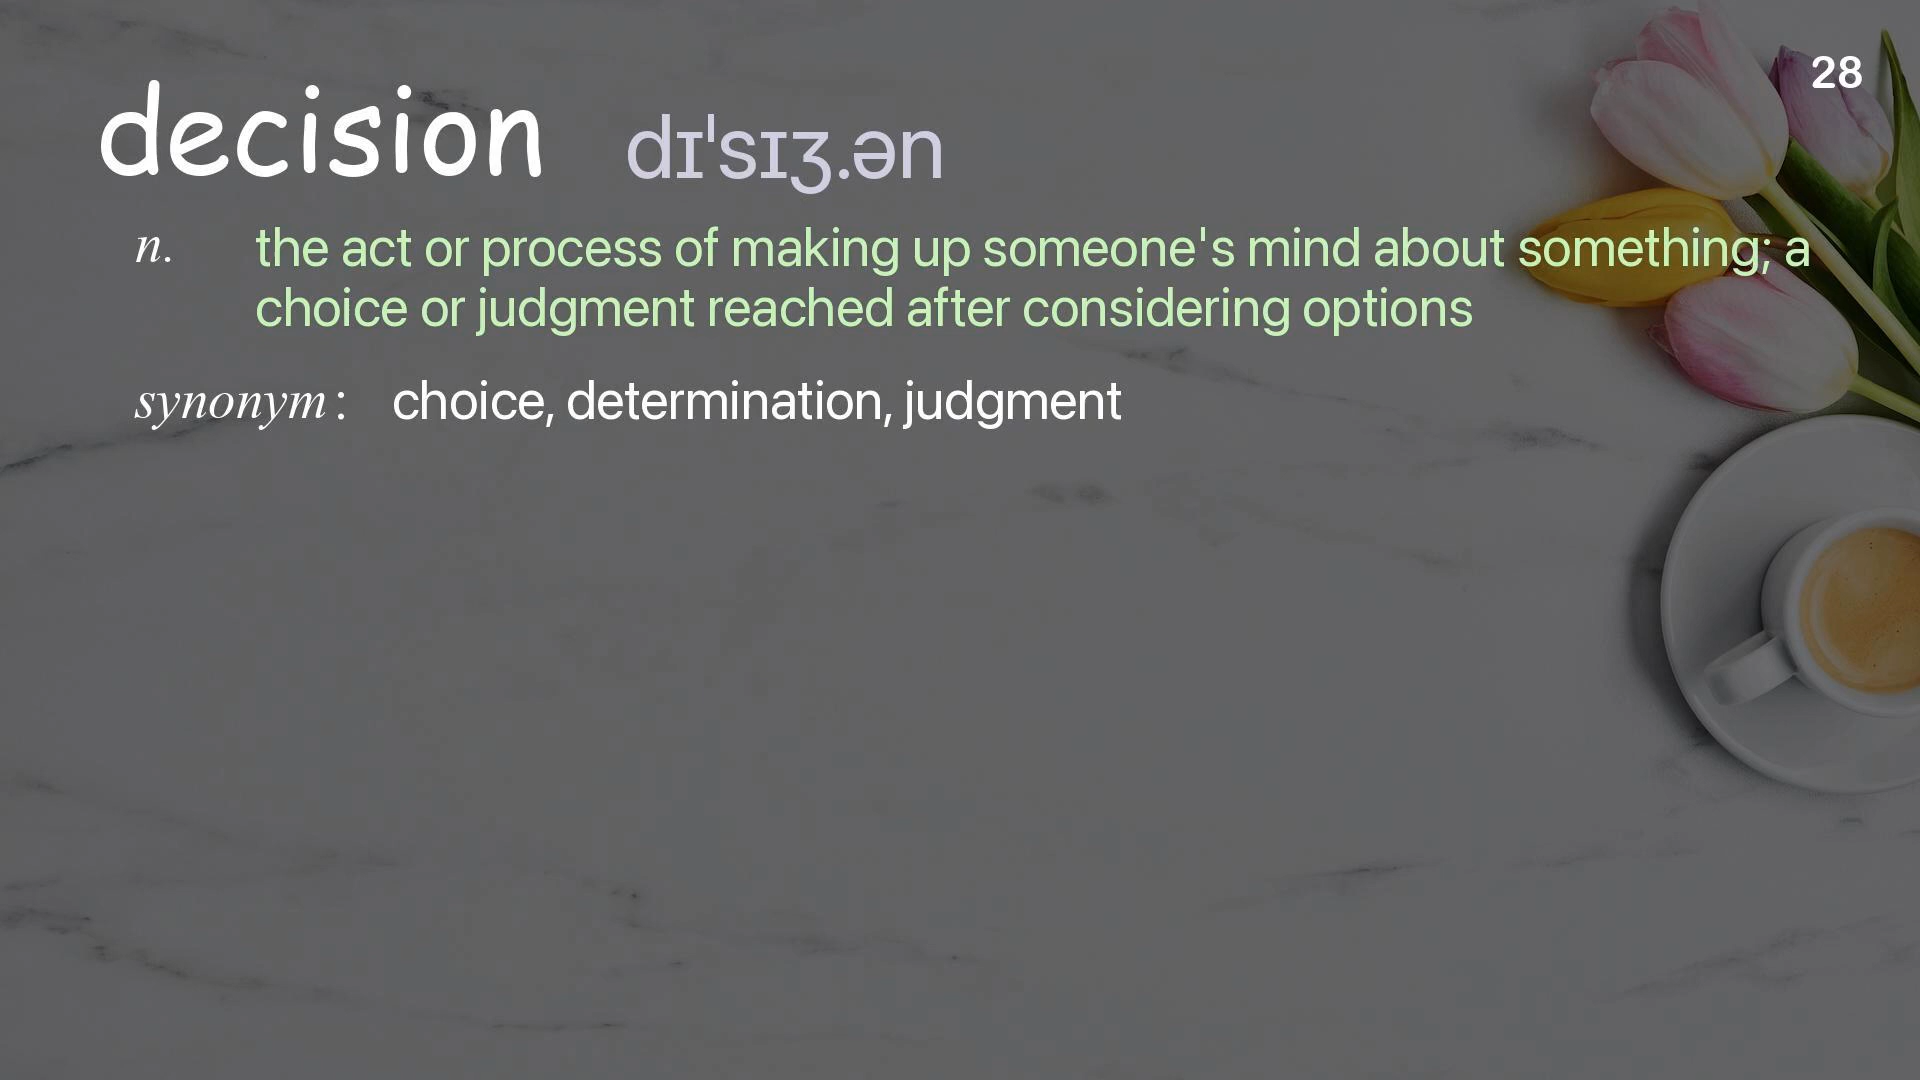 28
decision dɪˈsɪʒ.ən
n. the act or process of making up someone's mind about something; a
choice or judgment reached after considering options
synonym : choice, determination, judgment